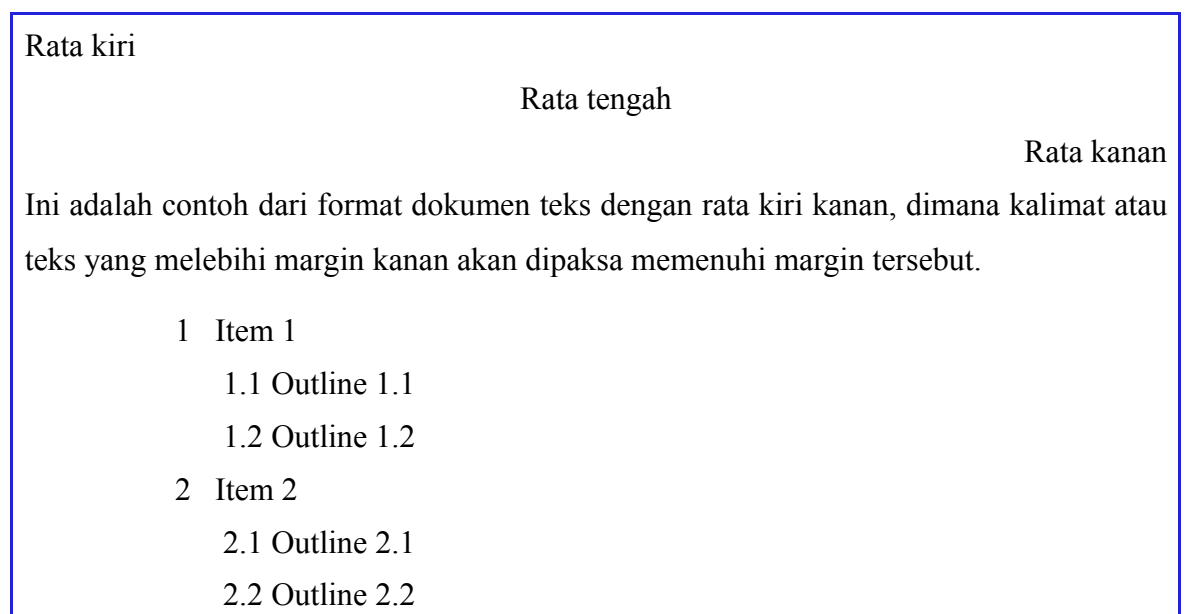 Rata kiri
Rata tengah
Rata kanan
Ini adalah contoh dari format dokumen teks dengan rata kiri kanan, dimana kalimat atau
teks yang melebihi margin kanan akan dipaksa memenuhi margin tersebut.
1 Item 1
1.1 Outline 1.1
1.2 Outline 1.2
2 Item 2
2.1 Outline 2.1
2.2 Outline 2.2